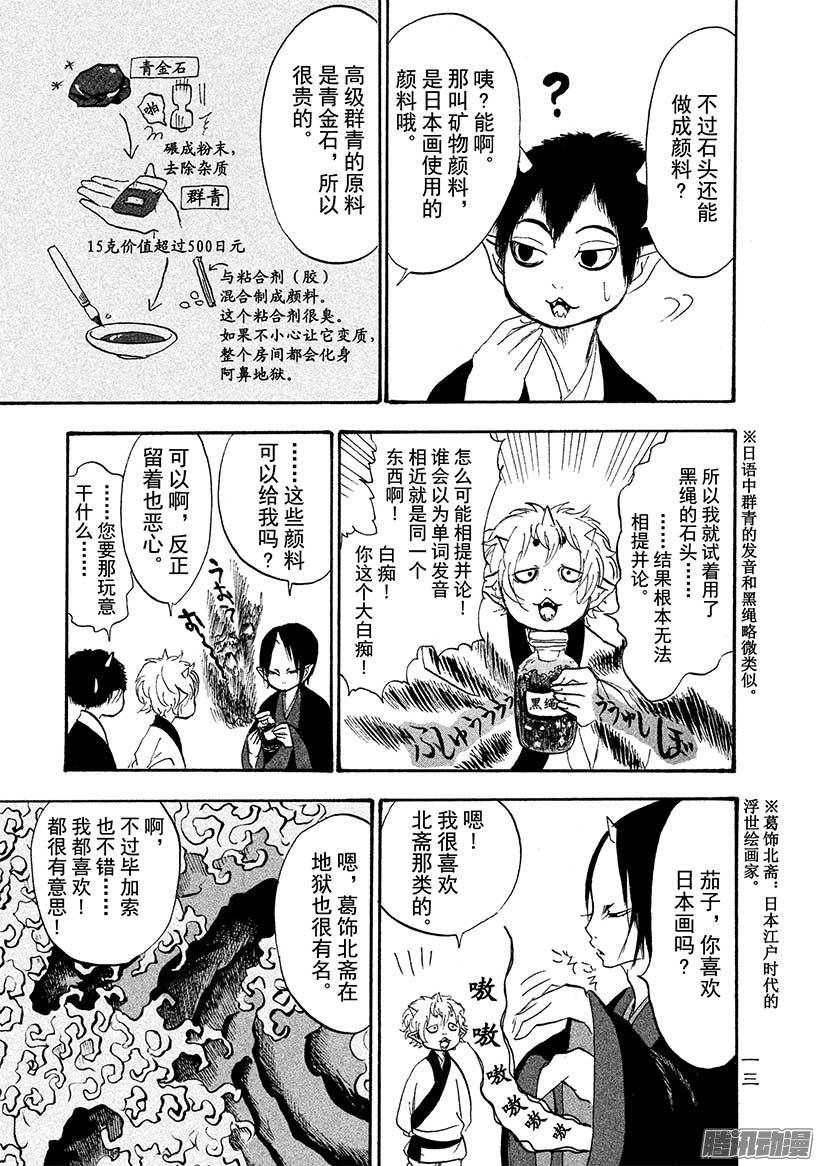 不过石头还能
做成颜料？
咦？能啊。
那叫矿物颜料，
是日本画使用的
颜料哦。
？
高级群青的原料
是青金石，所以
很贵的。
青金石
啪
碾成粉末，
去除杂质
群青
15克价值超过500日元
与粘合剂（胶）
混合制成颜料。
这个粘合剂很臭。
如果不小心让它变质，
整个房间都会化身
阿鼻地狱。
※日语中群青的发音和黑绳略微类似。
所以我就试着用了
黑绳的石头……
……结果根本无法
相提并论。
怎么可能相提并论！
谁会以为单词发音
相近就是同一个
东西啊！
白痴！
你这个大白痴！
黑绳
ふしゅうううう
……这些颜料
可以给我吗？
可以啊，反正
留着也恶心。
……您要那玩意
干什么……
うおお
※葛饰北斋：日本江户时代的
浮世绘画家。
茄子，你喜欢
日本画吗？
嗯！
我很喜欢
北斋那类的。
嗷
嗷
嗷
嗷
嗷
嗷
嗯，葛饰北斋在
地狱也很有名。
啊，
不过毕加索
也不错……
我都喜欢！
都很有意思！
一三
腾讯动漫